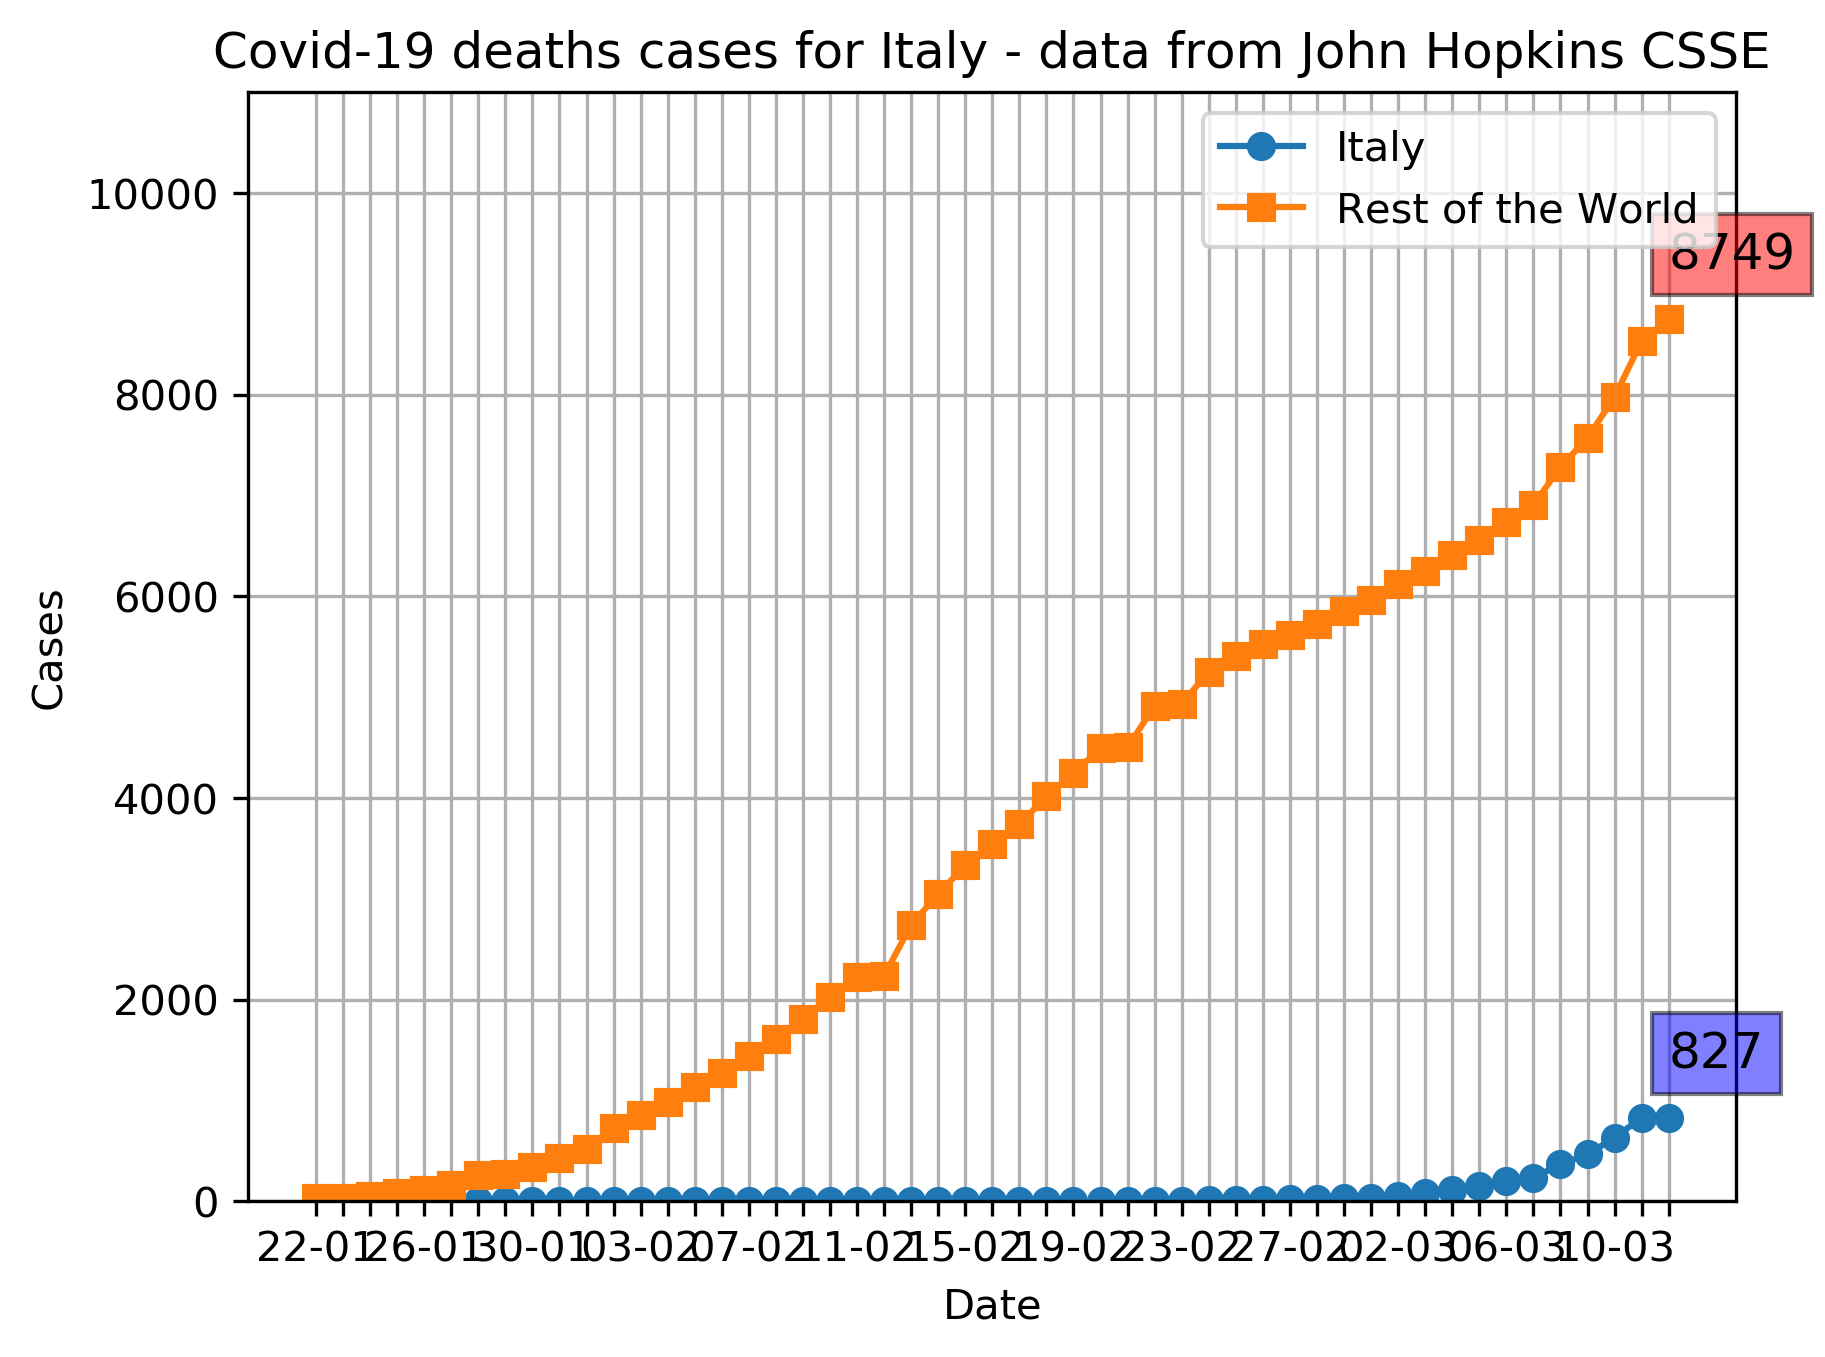 Covid-19 deaths cases for Italy - data from John Hopkins CSSE
Italy
Rest of the World
8749
827
10000
8000
6000
4000
2000
0
Cases
22-01 26-01 30-01 03-02 07-02 11-02 15-02 19-02 23-02 27-02 02-03 06-03 10-03
Date